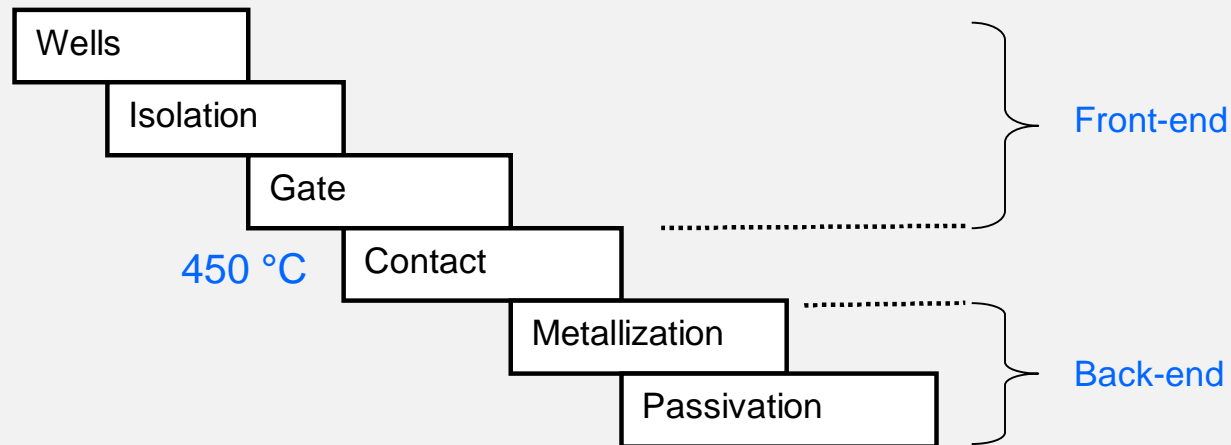 Wells
Isolation
Front-end
Gate
450 °C
Contact
Metallization
Back-end
Passivation